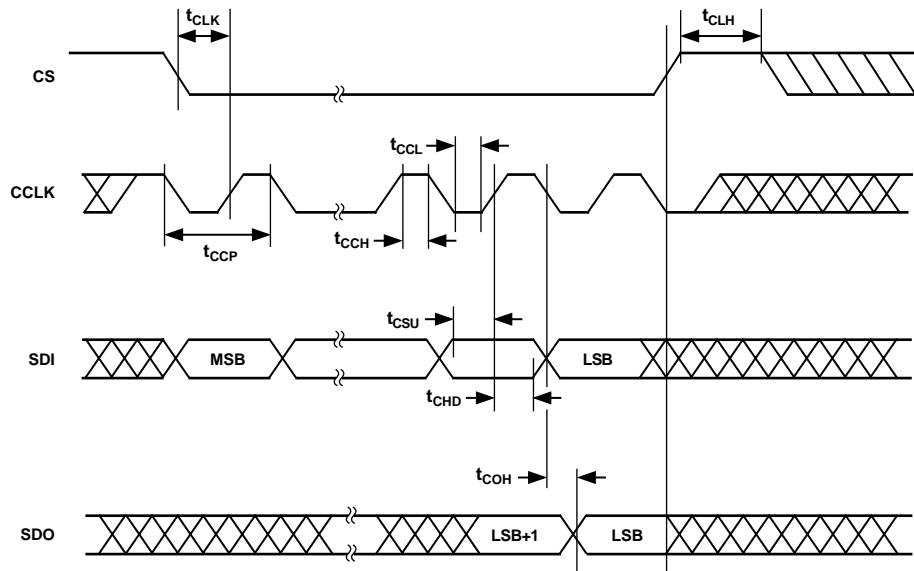 tCLK
tCLH
CS
tCCL
CCLK
tCCP
tCCH
tCSU
SDI
MSB
LSB
tCHD
tCOH
SDO
LSB+1
LSB